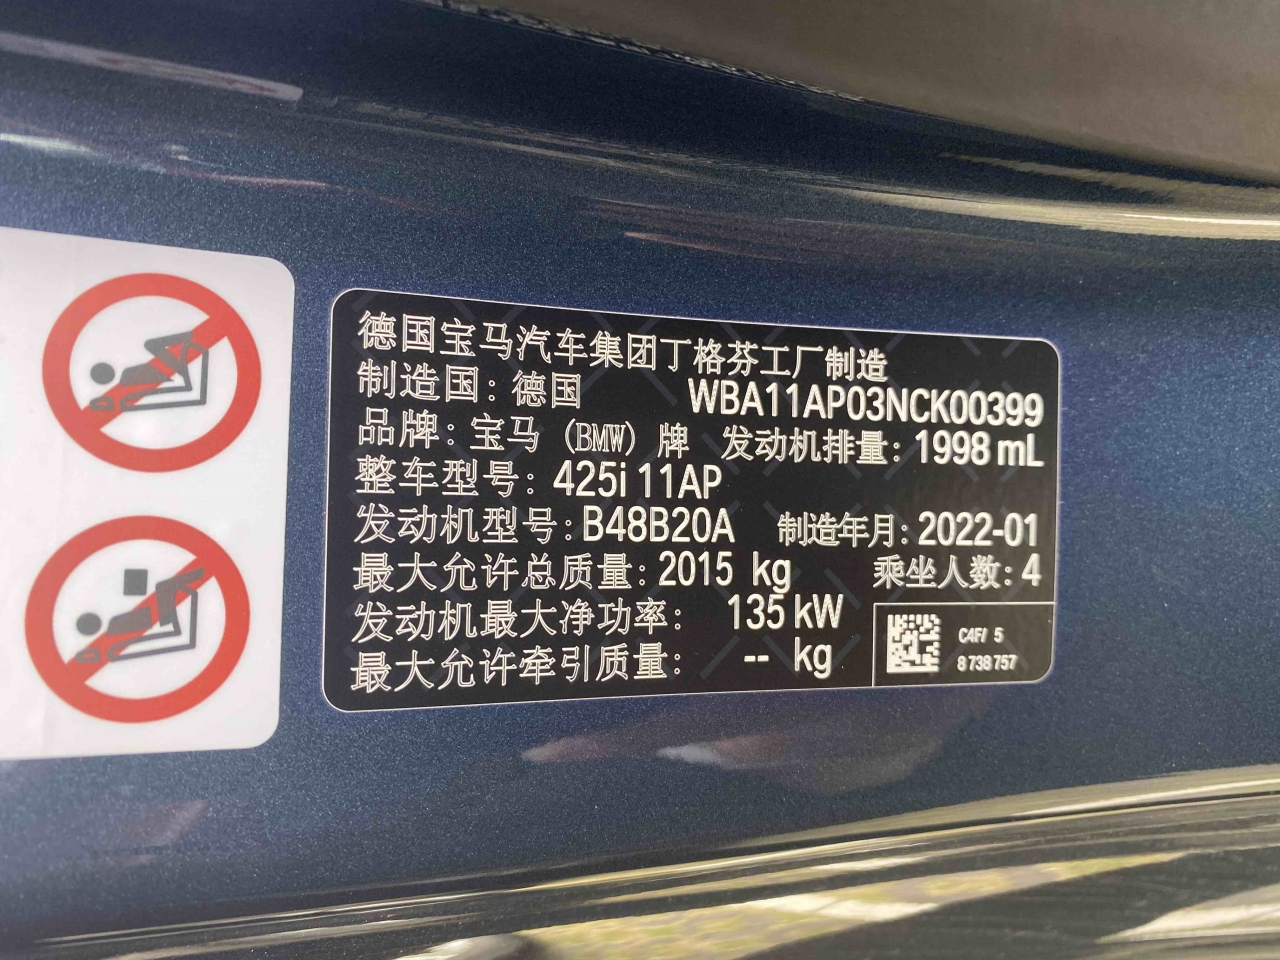 德国宝马汽车集团丁格芬工厂制造
制造国：德国 WBA11AP03NCK00399
品牌：宝马 (BMW) 牌 发动机排量：1998 mL
整车型号：425i 11AP
发动机型号：B48B20A 制造年月：2022-01
最大允许总质量：2015 kg 乘坐人数：4
发动机最大净功率： 135 kW
最大允许牵引质量： -- kg
C4F/ 5
8 738 757